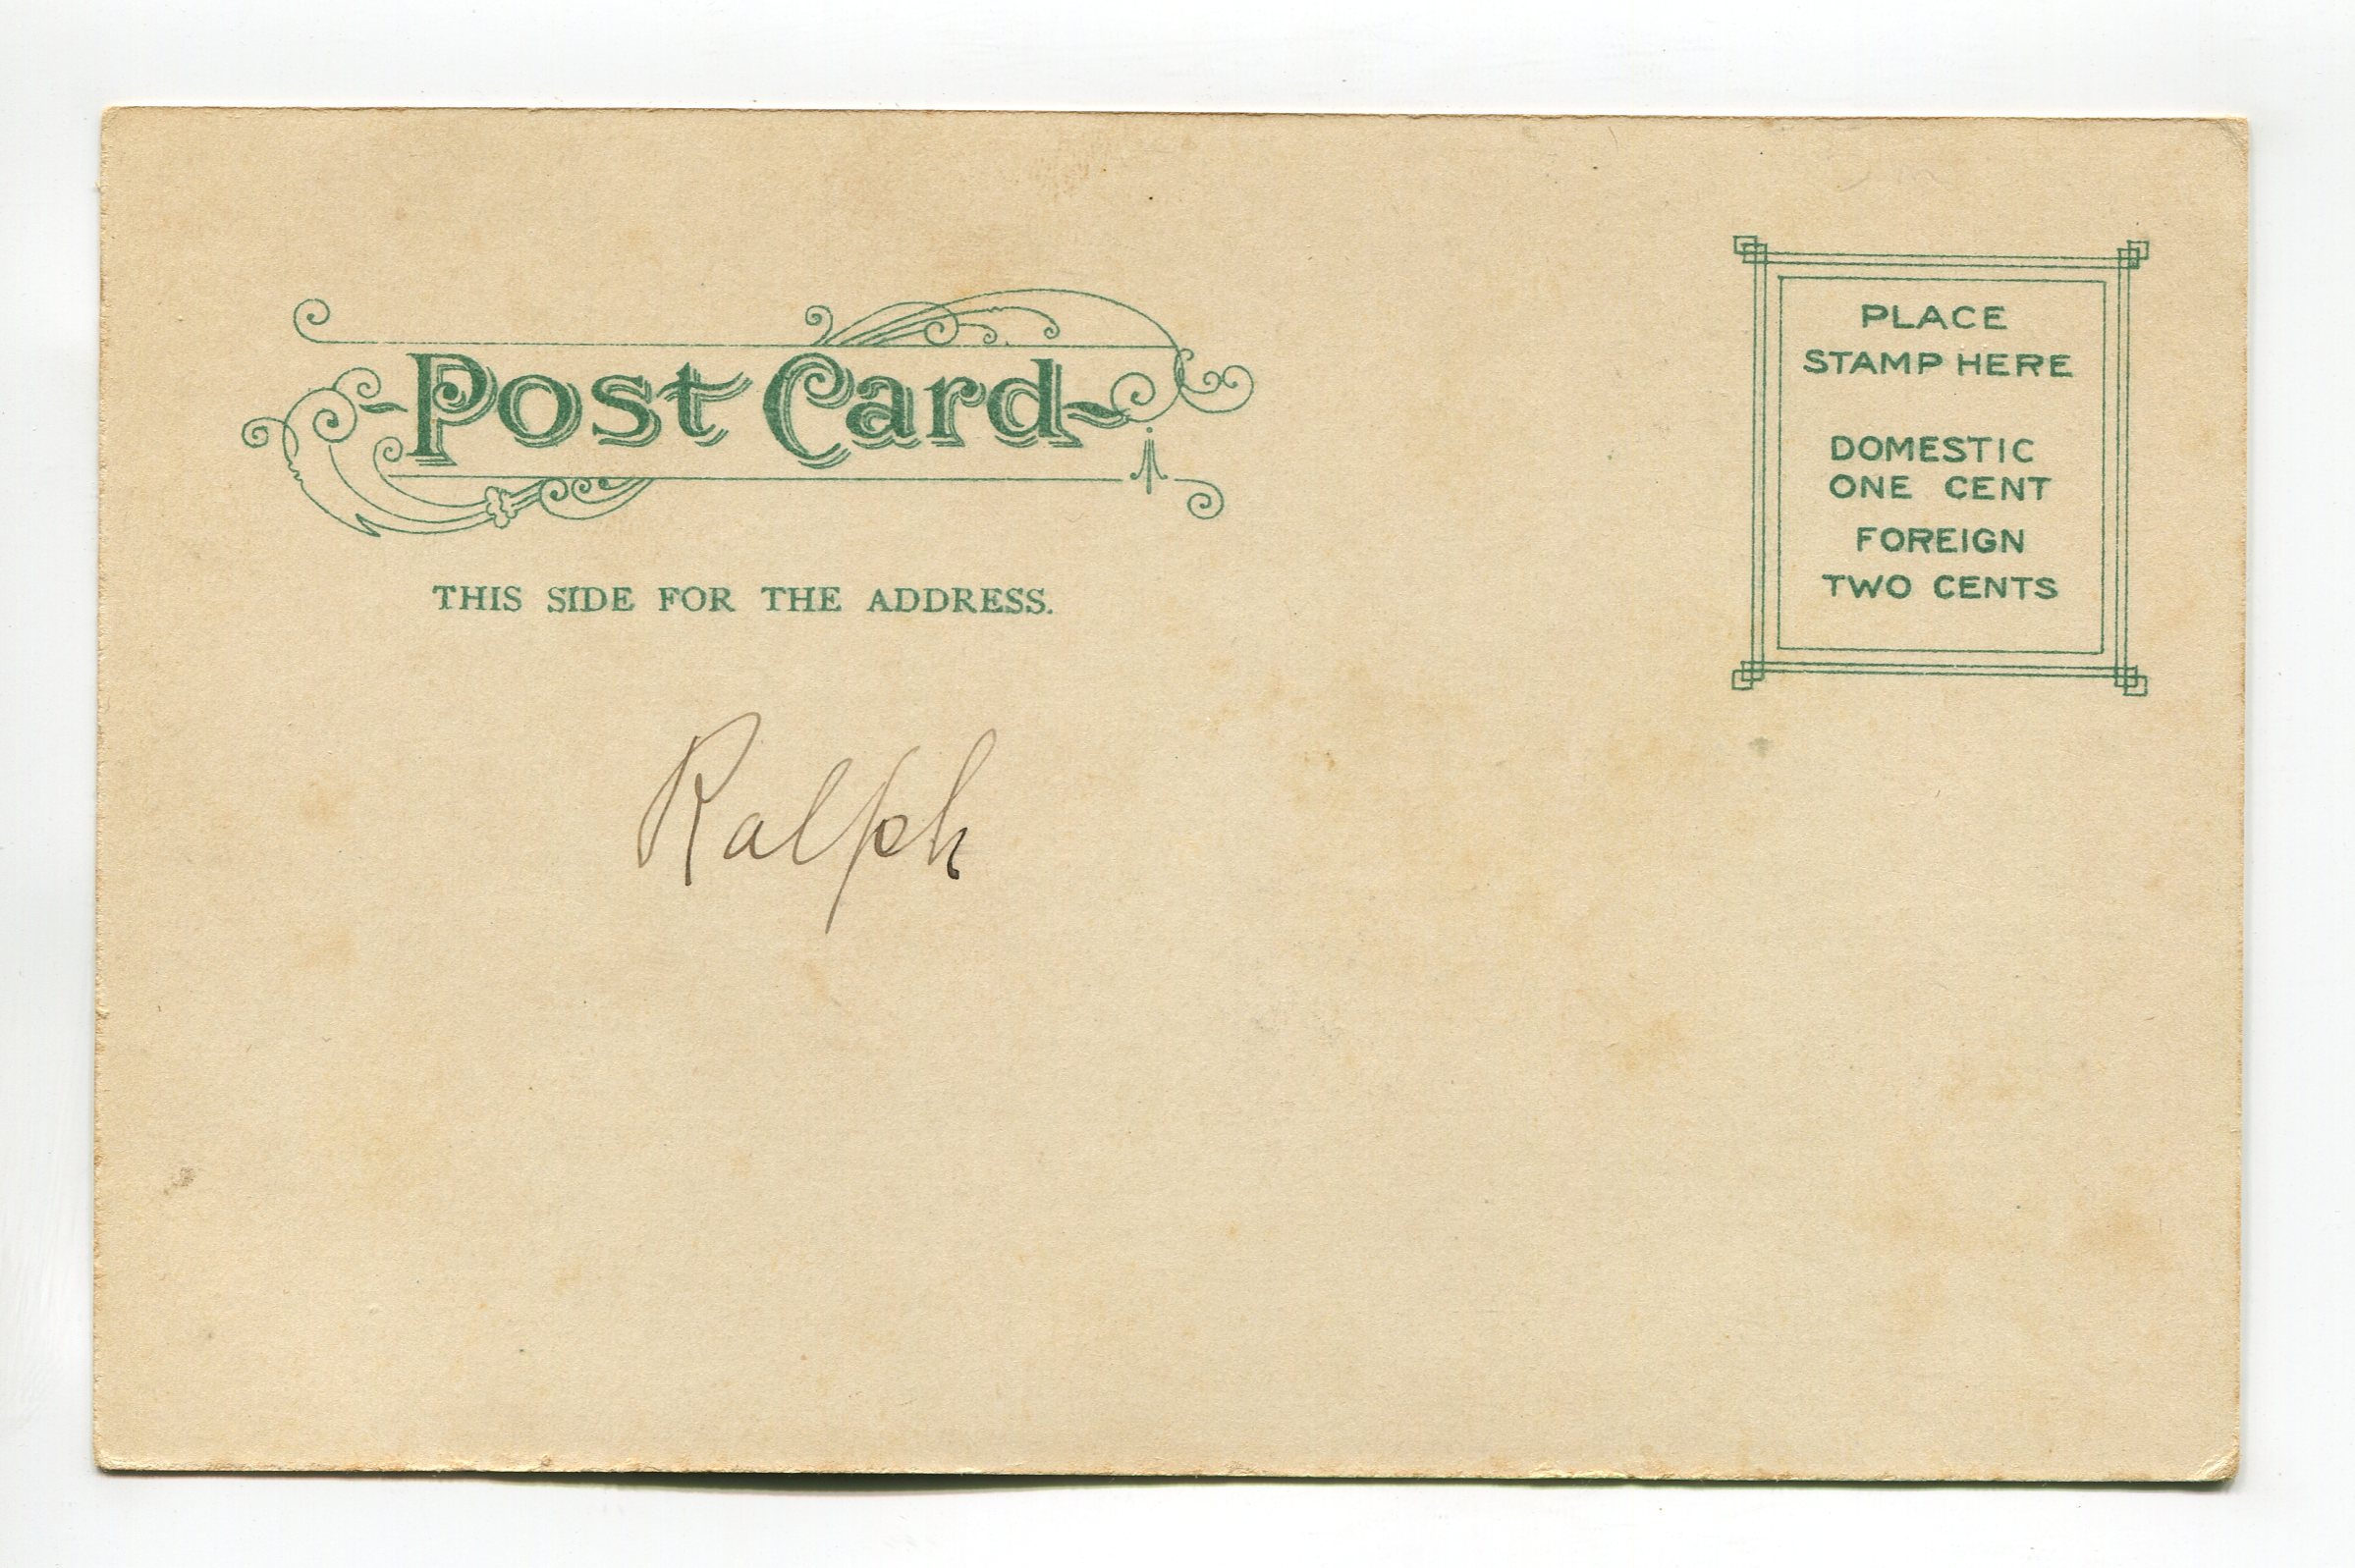 Post Card
THIS SIDE FOR THE ADDRESS.
PLACE
STAMP HERE
DOMESTIC
ONE CENT
FOREIGN
TWO CENTS
Ralph